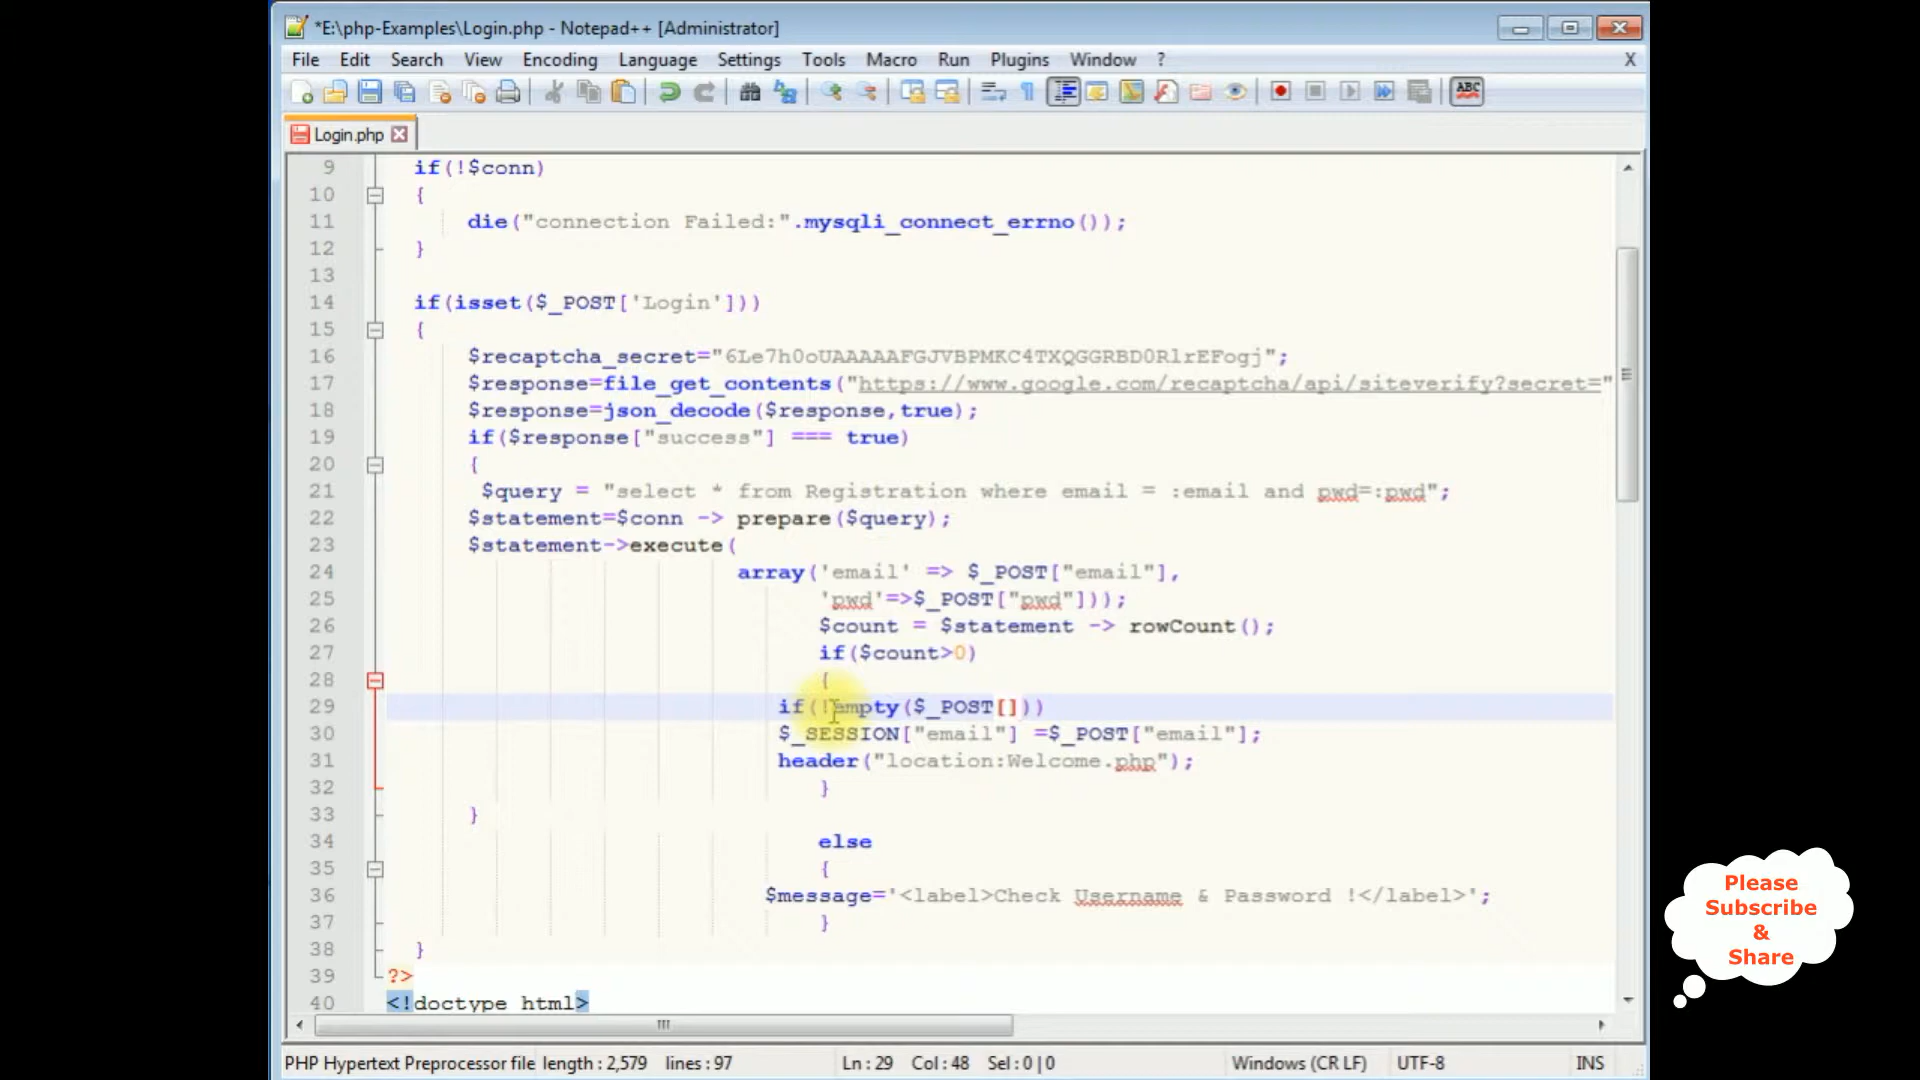 *E:\php-Examples\Login.php - Notepad++ [Administrator]
File Edit Search View Encoding Language Settings Tools Macro Run Plugins Window ? X
ABC
Login.php
9 if(!$conn)
10 {
11 die("connection Failed:".mysqli_connect_errno());
12 }
13
14 if(isset($_POST['Login']))
15 {
16 $recaptcha_secret="6Le7h0oUAAAAAFGJVBPMKC4TXQGGRBD0RlrEFogj";
17 $response=file_get_contents("https://www.google.com/recaptcha/api/siteverify?secret="
18 $response=json_decode($response,true);
19 if($response["success"] === true)
20 {
21 $query = "select * from Registration where email = :email and pwd=:pwd";
22 $statement=$conn -> prepare($query);
23 $statement->execute(
24 array('email' => $_POST["email"],
25 'pwd'=>$_POST["pwd"]));
26 $count = $statement -> rowCount();
27 if($count>0)
28 {
29 if(!empty($_POST[]))
30 $_SESSION["email"] =$_POST["email"];
31 header("location:Welcome.php");
32 }
33 }
34 else
35 {
36 $message='<label>Check Username & Password !</label>';
37 }
38 }
39 ?>
40 <!doctype html>
PHP Hypertext Preprocessor file length : 2,579 lines : 97 Ln : 29 Col : 48 Sel : 0 | 0 Windows (CR LF) UTF-8 INS
Please
Subscribe
&
Share